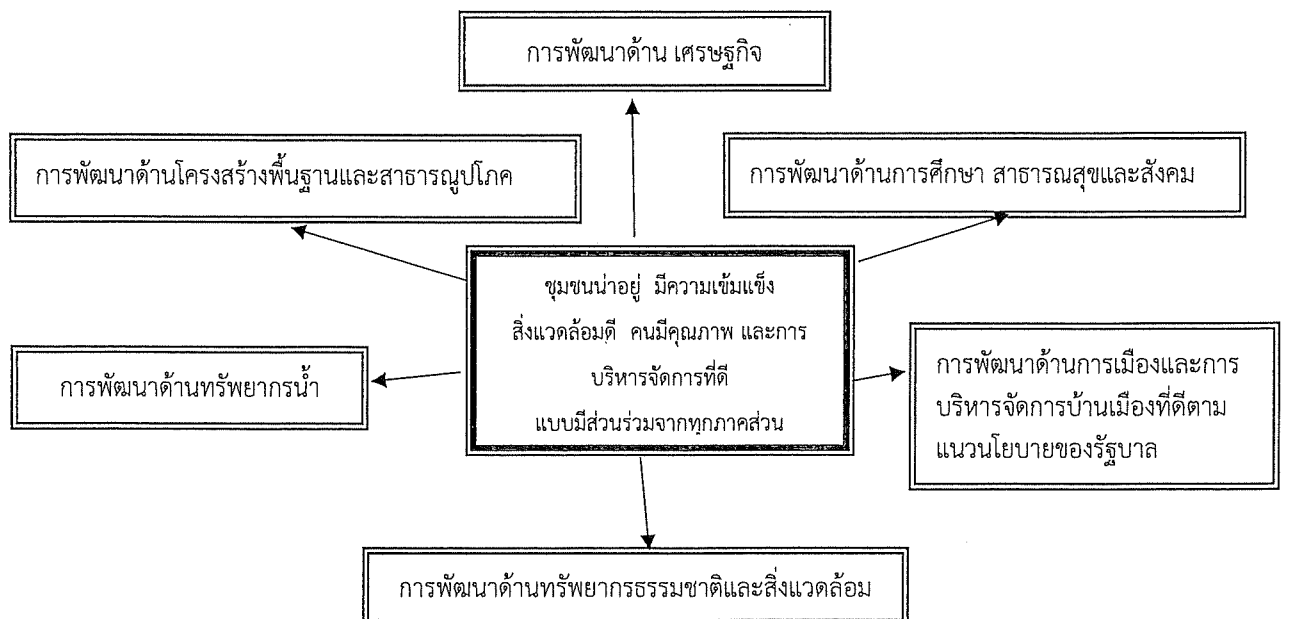 การพัฒนาด้าน เศรษฐกิจ
การพัฒนาด้านโครงสร้างพื้นฐานและสาธารณูปโภค
การพัฒนาด้านการศึกษา สาธารณสุขและสังคม
ชุมชนน่าอยู่ มีความเข้มแข็ง
สิ่งแวดล้อมดี คนมีคุณภาพ และการ
บริหารจัดการที่ดี
แบบมีส่วนร่วมจากทุกภาคส่วน
การพัฒนาด้านทรัพยากรน้ำ
การพัฒนาด้านการเมืองและการ
บริหารจัดการบ้านเมืองที่ดีตาม
แนวนโยบายของรัฐบาล
การพัฒนาด้านทรัพยากรธรรมชาติและสิ่งแวดล้อม